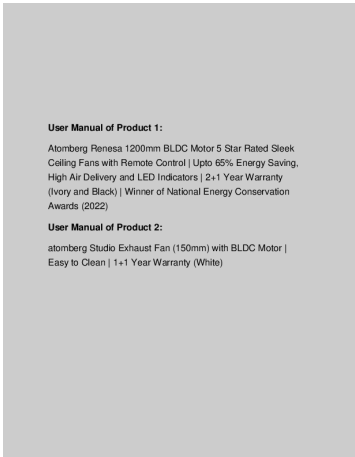 User Manual of Product 1:
Atomberg Renesa 1200mm BLDC Motor 5 Star Rated Sleek
Ceiling Fans with Remote Control | Upto 65% Energy Saving,
High Air Delivery and LED Indicators | 2+1 Year Warranty
(Ivory and Black) | Winner of National Energy Conservation
Awards (2022)
User Manual of Product 2:
atomberg Studio Exhaust Fan (150mm) with BLDC Motor |
Easy to Clean | 1+1 Year Warranty (White)